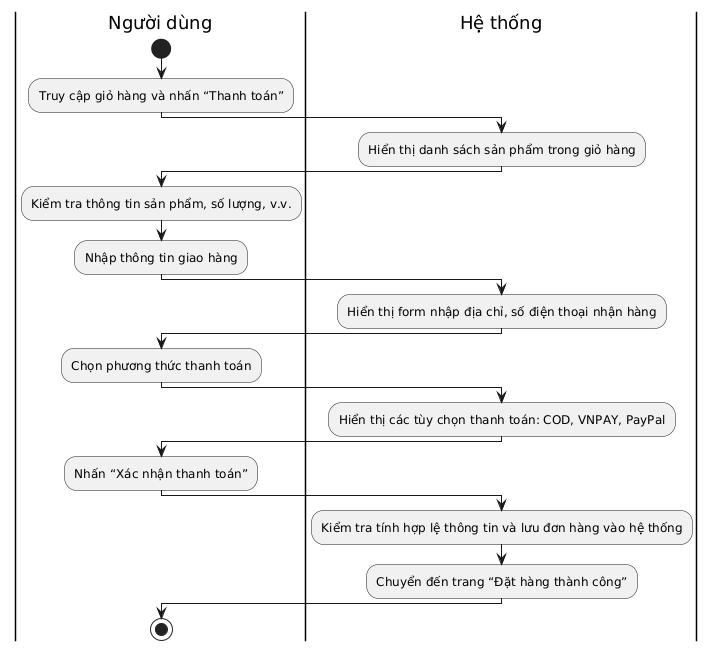 Người dùng
Hệ thống
Truy cập giỏ hàng và nhấn “Thanh toán”
Hiển thị danh sách sản phẩm trong giỏ hàng
Kiểm tra thông tin sản phẩm, số lượng, v.v.
Nhập thông tin giao hàng
Hiển thị form nhập địa chỉ, số điện thoại nhận hàng
Chọn phương thức thanh toán
Hiển thị các tùy chọn thanh toán: COD, VNPAY, PayPal
Nhấn “Xác nhận thanh toán”
Kiểm tra tính hợp lệ thông tin và lưu đơn hàng vào hệ thống
Chuyển đến trang “Đặt hàng thành công”